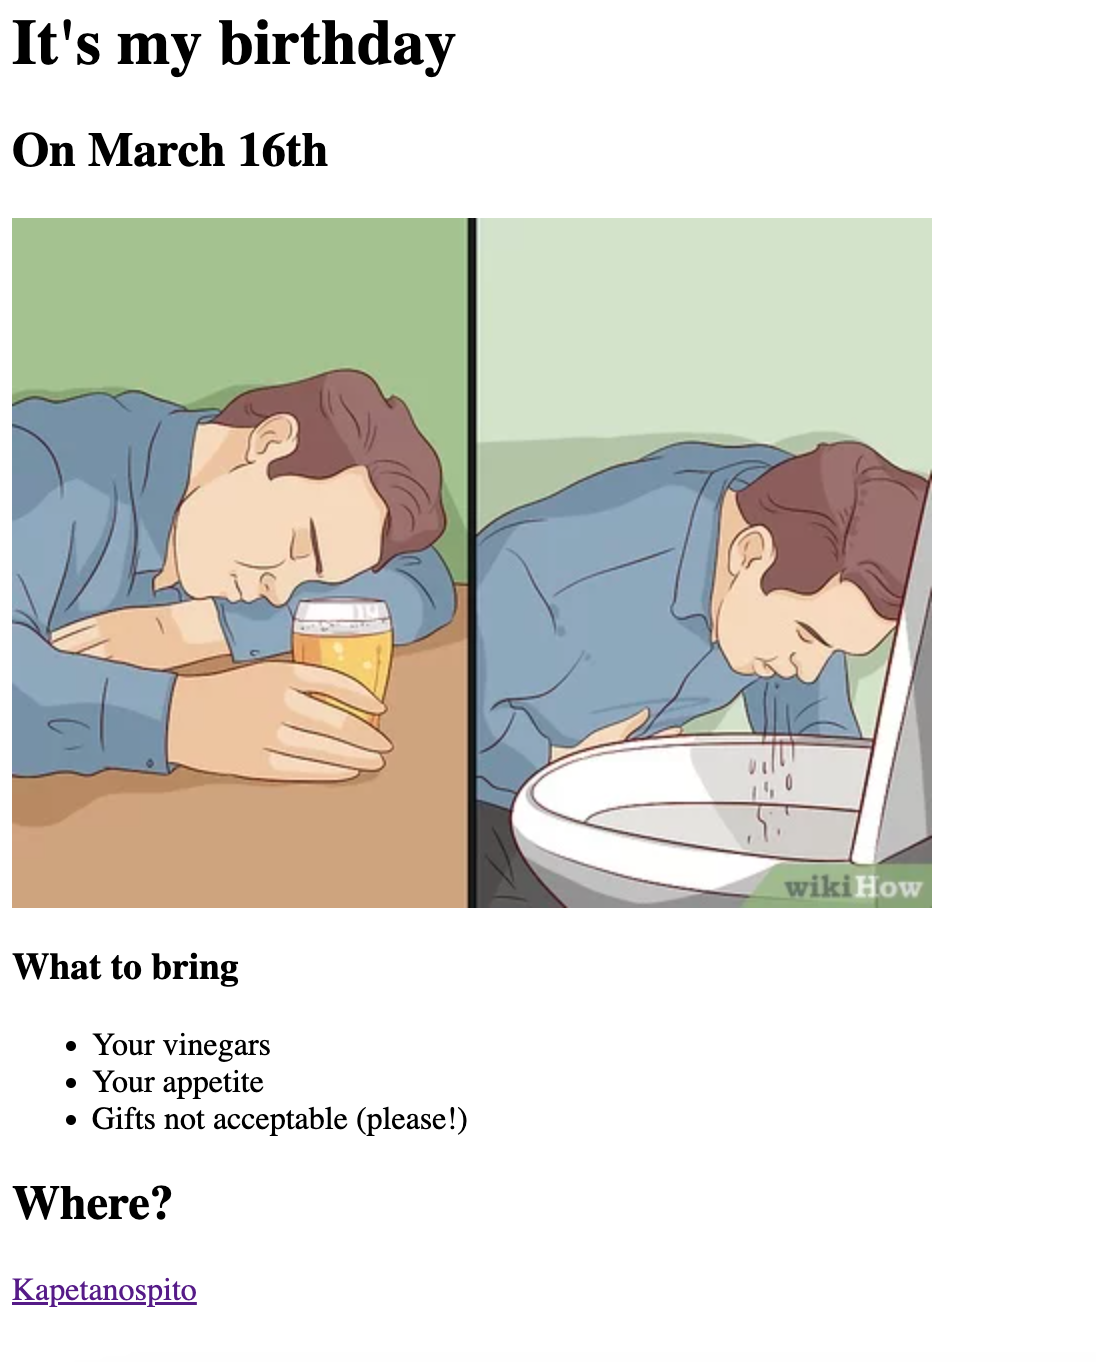 It's my birthday
On March 16th
wikiHow
What to bring
Your vinegars
Your appetite
Gifts not acceptable (please!)
Where?
Kapetanospito